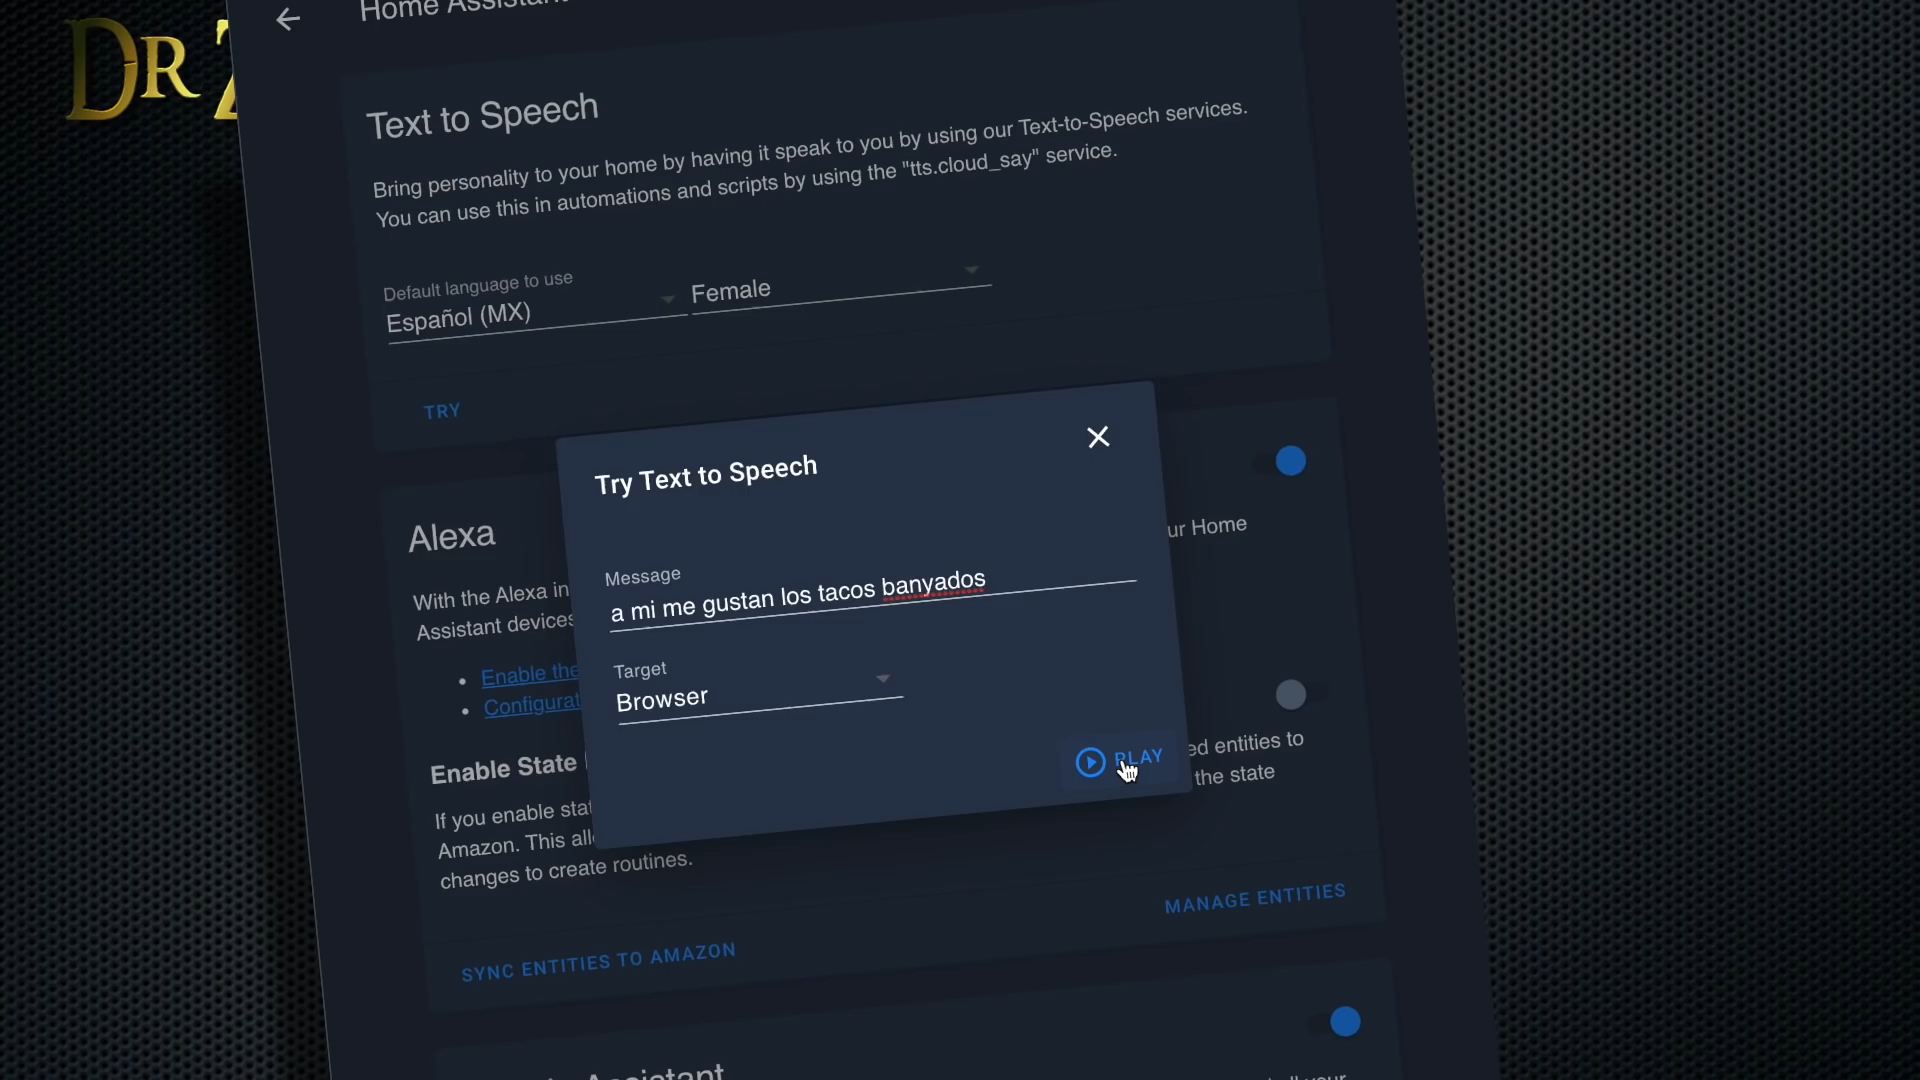 DR
Home Assistant
Text to Speech
Bring personality to your home by having it speak to you by using our Text-to-Speech services.
You can use this in automations and scripts by using the "tts.cloud_say" service.
Default language to use
Español (MX)
Female
TRY
Try Text to Speech
Message
a mi me gustan los tacos banyados
Target
Browser
PLAY
Alexa
With the Alexa in
ur Home
Assistant devices
Enable the
Configurat
Enable State
If you enable stat
ed entities to
Amazon. This all
the state
changes to create routines.
MANAGE ENTITIES
SYNC ENTITIES TO AMAZON
Assistant
your